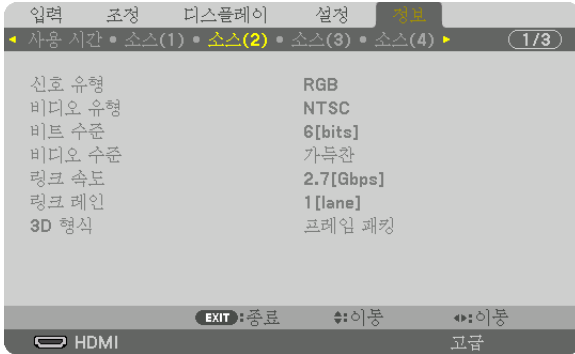 입력 조정 디스플레이 설정 정보
◂ 사용 시간 • 소스(1) • 소스(2) • 소스(3) • 소스(4) ▸ 1/3
신호 유형 RGB
비디오 유형 NTSC
비트 수준 6[bits]
비디오 수준 가득찬
링크 속도 2.7[Gbps]
링크 레인 1[lane]
3D 형식 프레임 패킹
EXIT :종료 ♦:이동 ◂▸:이동
HDMI 고급